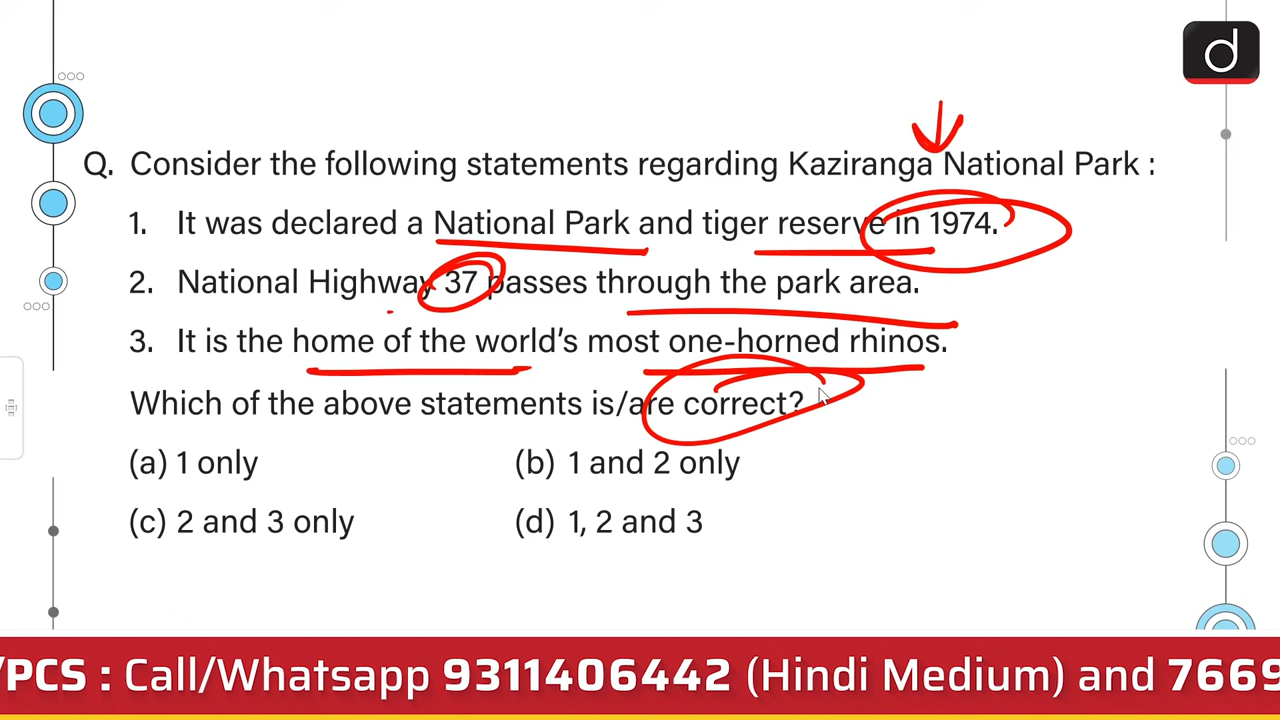 d
Q. Consider the following statements regarding Kaziranga National Park :
1. It was declared a National Park and tiger reserve in 1974.
2. National Highway 37 passes through the park area.
3. It is the home of the world’s most one-horned rhinos.
Which of the above statements is/are correct?
(a) 1 only (b) 1 and 2 only
(c) 2 and 3 only (d) 1, 2 and 3
/PCS : Call/Whatsapp 9311406442 (Hindi Medium) and 7669